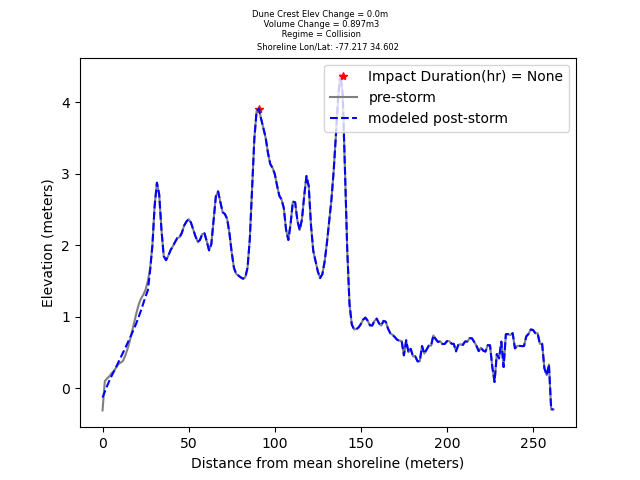 Dune Crest Elev Change = 0.0m
Volume Change = 0.897m3
Regime = Collision
Shoreline Lon/Lat: -77.217 34.602
Impact Duration(hr) = None
pre-storm
modeled post-storm
4
3
2
1
0
Elevation (meters)
0 50 100 150 200 250
Distance from mean shoreline (meters)